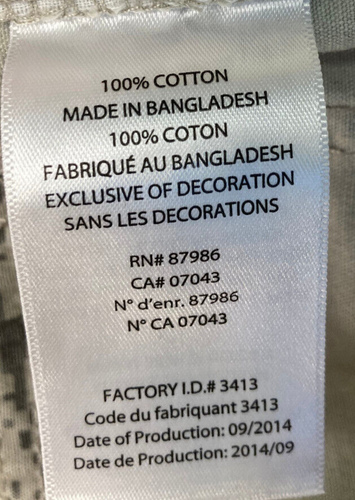 100% COTTON
MADE IN BANGLADESH
100% COTON
FABRIQUÉ AU BANGLADESH
EXCLUSIVE OF DECORATION
SANS LES DECORATIONS
RN# 87986
CA# 07043
N° d'enr. 87986
N° CA 07043
FACTORY I.D.# 3413
Code du fabriquant 3413
Date of Production: 09/2014
Date de Production: 2014/09